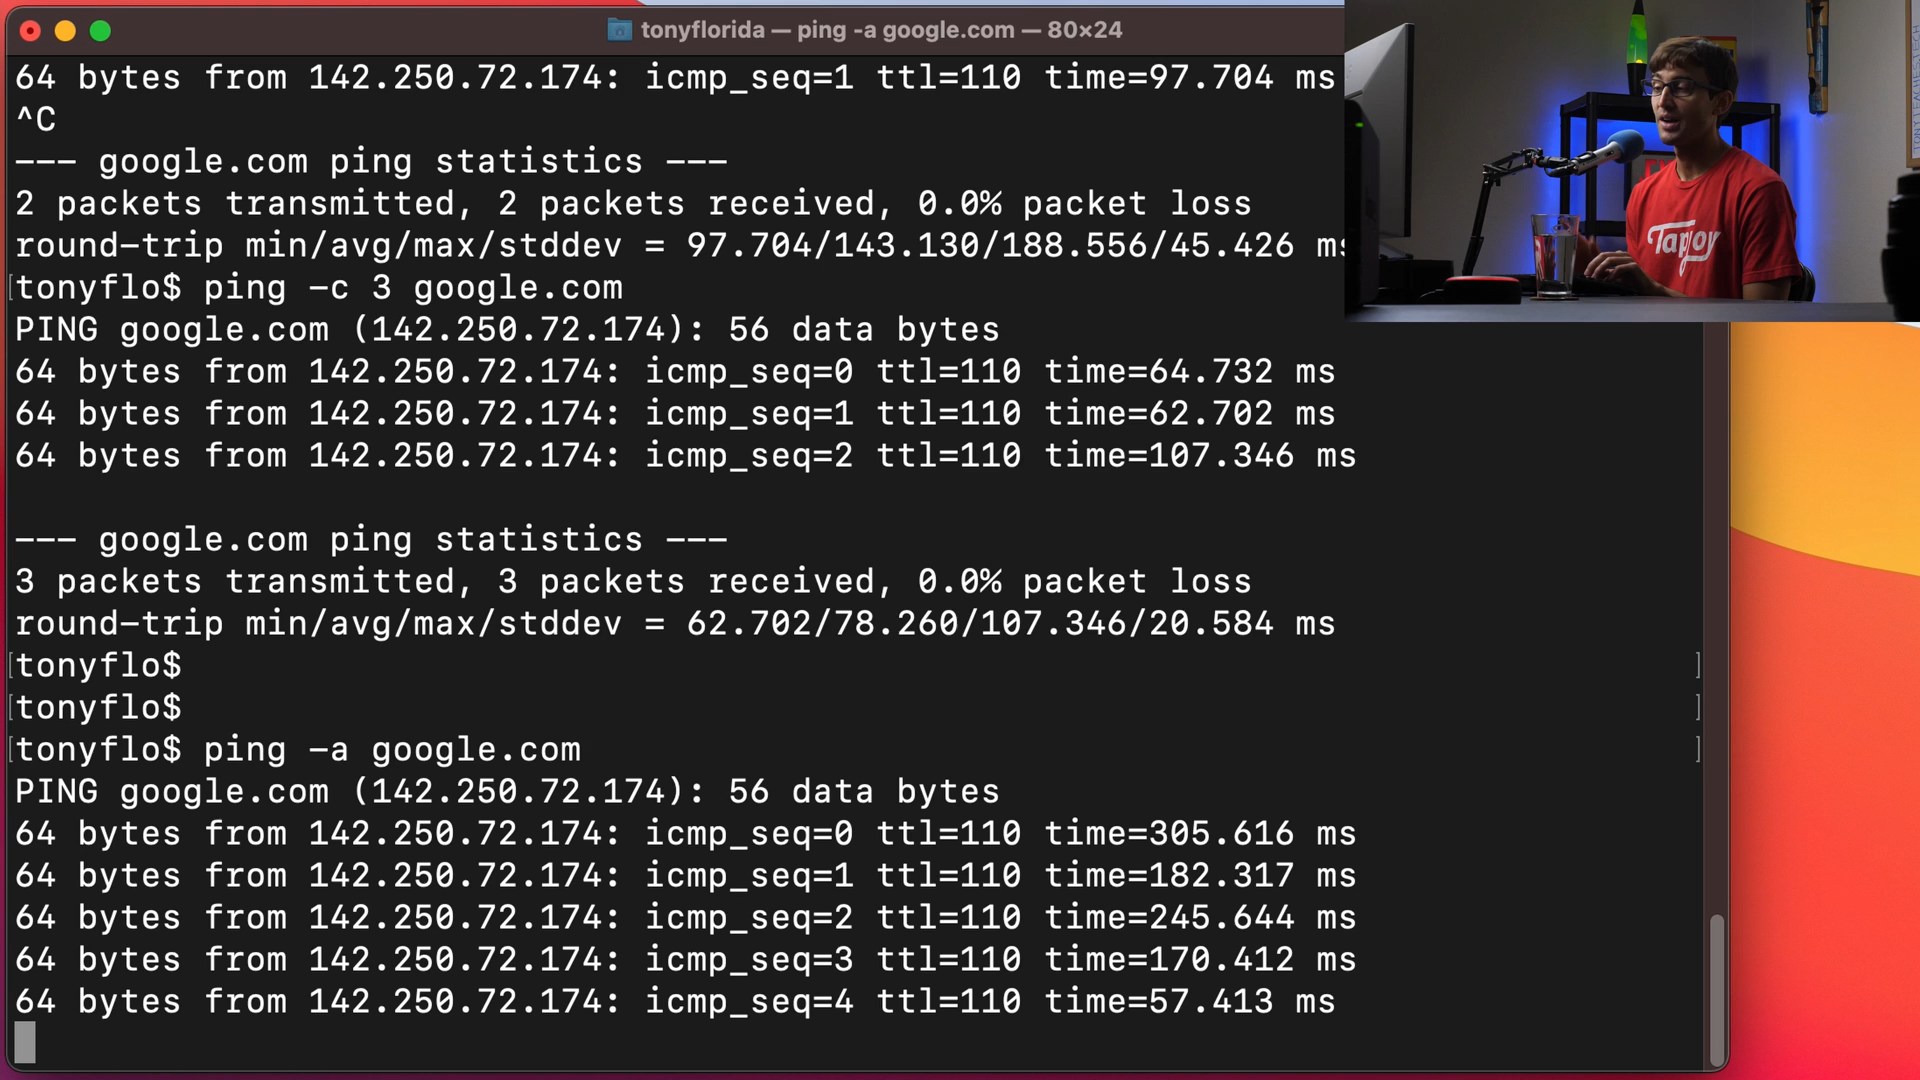 tonyflorida — ping -a google.com — 80×24
64 bytes from 142.250.72.174: icmp_seq=1 ttl=110 time=97.704 ms
^C
--- google.com ping statistics ---
2 packets transmitted, 2 packets received, 0.0% packet loss
round-trip min/avg/max/stddev = 97.704/143.130/188.556/45.426 ms
[tonyflo$ ping -c 3 google.com
PING google.com (142.250.72.174): 56 data bytes
64 bytes from 142.250.72.174: icmp_seq=0 ttl=110 time=64.732 ms
64 bytes from 142.250.72.174: icmp_seq=1 ttl=110 time=62.702 ms
64 bytes from 142.250.72.174: icmp_seq=2 ttl=110 time=107.346 ms
--- google.com ping statistics ---
3 packets transmitted, 3 packets received, 0.0% packet loss
round-trip min/avg/max/stddev = 62.702/78.260/107.346/20.584 ms
[tonyflo$ ]
[tonyflo$ ]
[tonyflo$ ping -a google.com ]
PING google.com (142.250.72.174): 56 data bytes
64 bytes from 142.250.72.174: icmp_seq=0 ttl=110 time=305.616 ms
64 bytes from 142.250.72.174: icmp_seq=1 ttl=110 time=182.317 ms
64 bytes from 142.250.72.174: icmp_seq=2 ttl=110 time=245.644 ms
64 bytes from 142.250.72.174: icmp_seq=3 ttl=110 time=170.412 ms
64 bytes from 142.250.72.174: icmp_seq=4 ttl=110 time=57.413 ms
Tapjoy